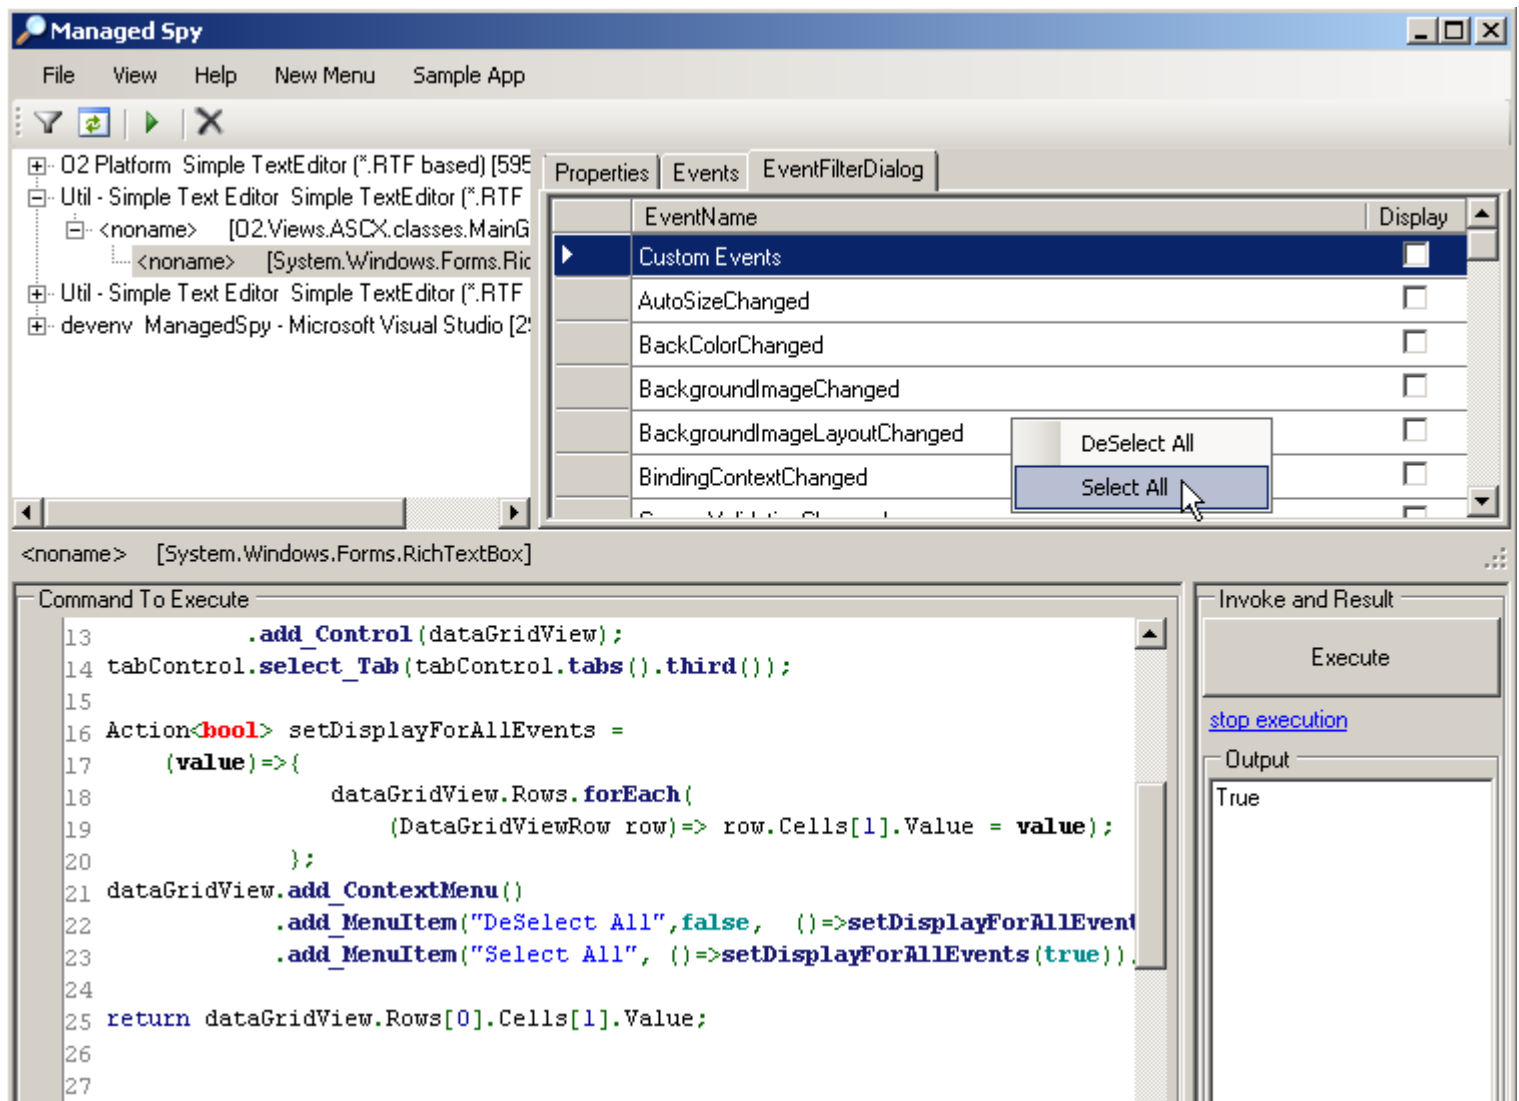 Managed Spy
File View Help New Menu Sample App
O2 Platform Simple TextEditor (*.RTF based) [595
Util - Simple Text Editor Simple TextEditor (*.RTF
<noname> [O2.Views.ASCX.classes.MainG
<noname> [System.Windows.Forms.Ric
Util - Simple Text Editor Simple TextEditor (*.RTF
devenv ManagedSpy - Microsoft Visual Studio [2
Properties Events EventFilterDialog
EventName Display
Custom Events
AutoSizeChanged
BackColorChanged
BackgroundImageChanged
BackgroundImageLayoutChanged
BindingContextChanged
DeSelect All
Select All
<noname> [System.Windows.Forms.RichTextBox]
Command To Execute
13 .add_Control(dataGridView);
14 tabControl.select_Tab(tabControl.tabs().third());
15
16 Action<bool> setDisplayForAllEvents =
17 (value)=>{
18 dataGridView.Rows.forEach(
19 (DataGridViewRow row)=> row.Cells[1].Value = value);
20 };
21 dataGridView.add_ContextMenu()
22 .add_MenuItem("DeSelect All",false, ()=>setDisplayForAllEvent
23 .add_MenuItem("Select All", ()=>setDisplayForAllEvents(true)).
24
25 return dataGridView.Rows[0].Cells[1].Value;
26
27
Invoke and Result
Execute
stop execution
Output
True